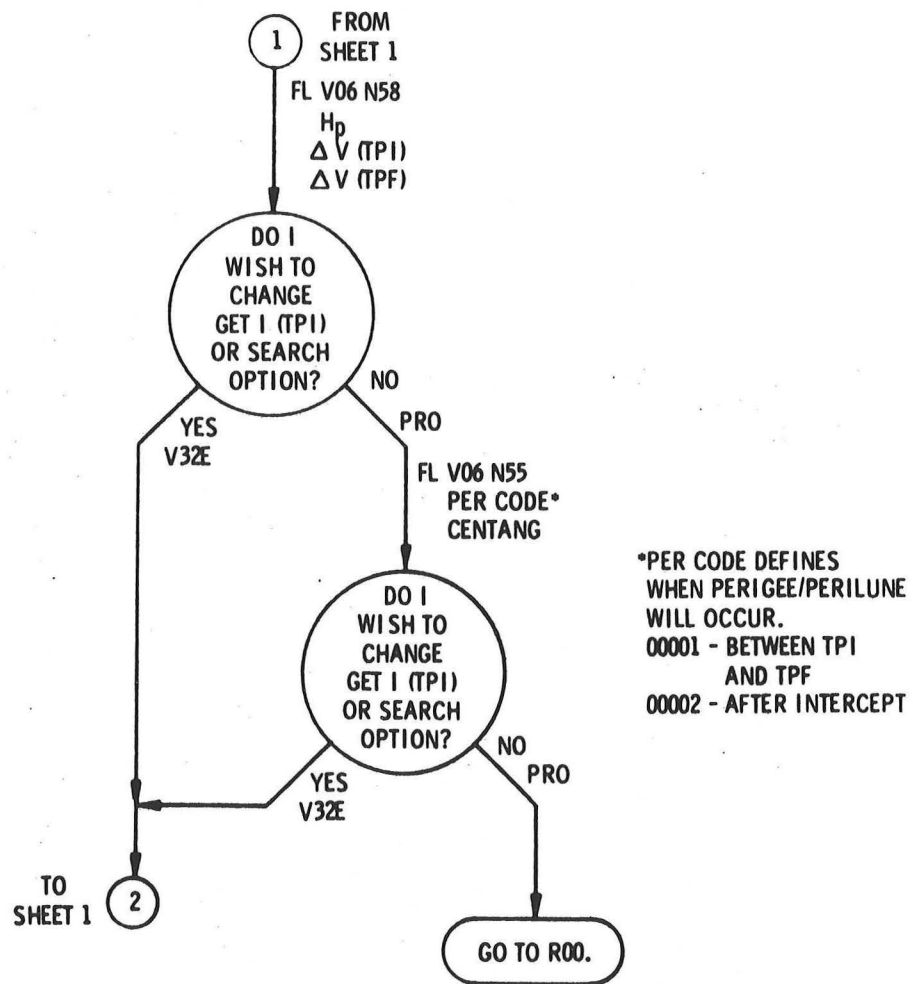 1
FROM
SHEET 1
FL V06 N58
Hp
Δ V (TPI)
Δ V (TPF)
DO I
WISH TO
CHANGE
GET I (TPI)
OR SEARCH
OPTION?
NO
PRO
YES
V32E
FL V06 N55
PER CODE*
CENTANG
*PER CODE DEFINES
WHEN PERIGEE/PERILUNE
WILL OCCUR.
00001 - BETWEEN TPI
AND TPF
00002 - AFTER INTERCEPT
DO I
WISH TO
CHANGE
GET I (TPI)
OR SEARCH
OPTION?
NO
PRO
YES
V32E
TO
SHEET 1
2
GO TO R00.